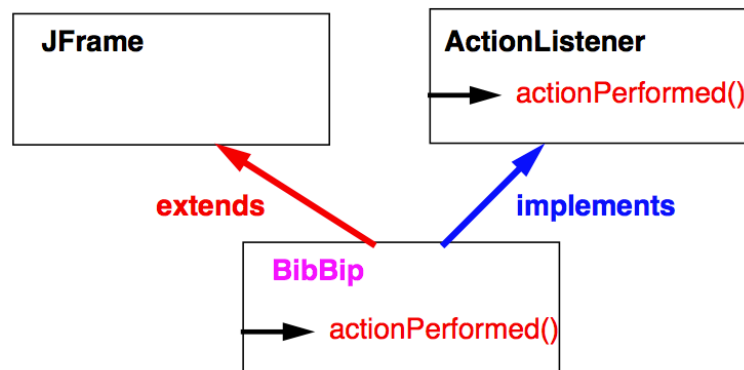 JFrame
ActionListener
actionPerformed()
extends
implements
BibBip
actionPerformed()